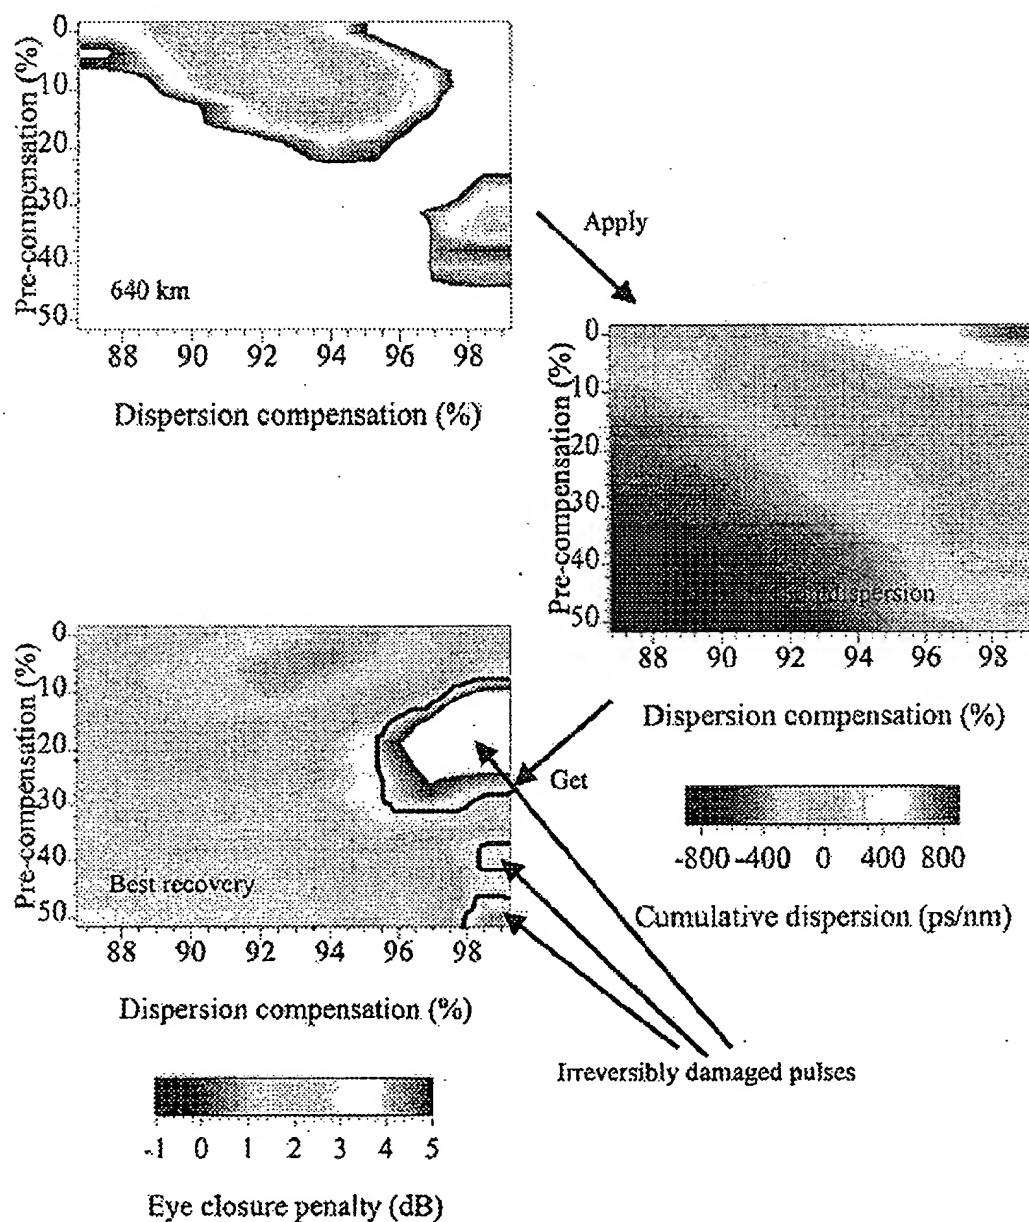 Pre-compensation (%)
0
10
20
30
40
50
640 km
88 90 92 94 96 98
Dispersion compensation (%)
Apply
Pre-compensation (%)
0
10
20
30
40
50
dispersion
88 90 92 94 96 98
Dispersion compensation (%)
Pre-compensation (%)
0
10
20
30
40
50
Best recovery
88 90 92 94 96 98
Dispersion compensation (%)
Get
-800 -400 0 400 800
Cumulative dispersion (ps/nm)
Irreversibly damaged pulses
-1 0 1 2 3 4 5
Eye closure penalty (dB)